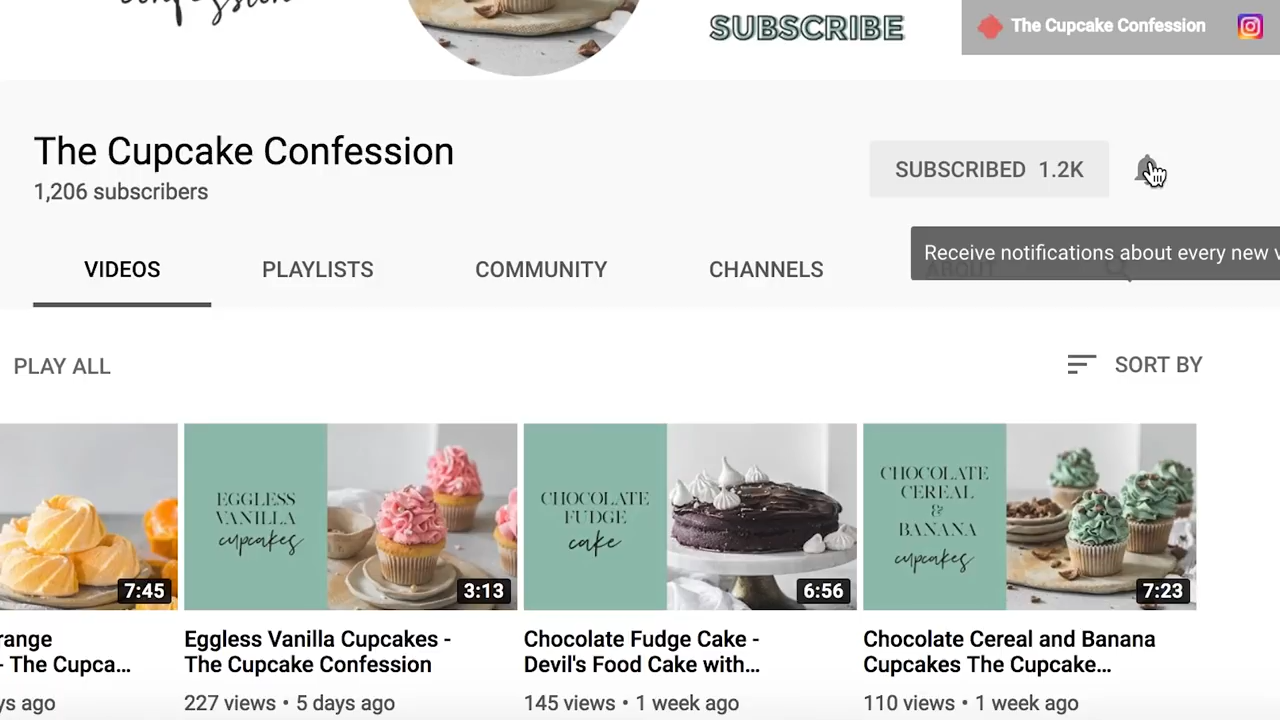 confession
SUBSCRIBE
The Cupcake Confession
The Cupcake Confession
1,206 subscribers
SUBSCRIBED 1.2K
Receive notifications about every new
VIDEOS
PLAYLISTS
COMMUNITY
CHANNELS
ABOUT
PLAY ALL
SORT BY
7:45
EGGLESS
VANILLA
cupcakes
3:13
CHOCOLATE
FUDGE
cake
6:56
CHOCOLATE
CEREAL
&
BANANA
cupcakes
7:23
- The Cupca...
ago
Eggless Vanilla Cupcakes -
The Cupcake Confession
227 views • 5 days ago
Chocolate Fudge Cake -
Devil's Food Cake with...
145 views • 1 week ago
Chocolate Cereal and Banana
Cupcakes The Cupcake...
110 views • 1 week ago